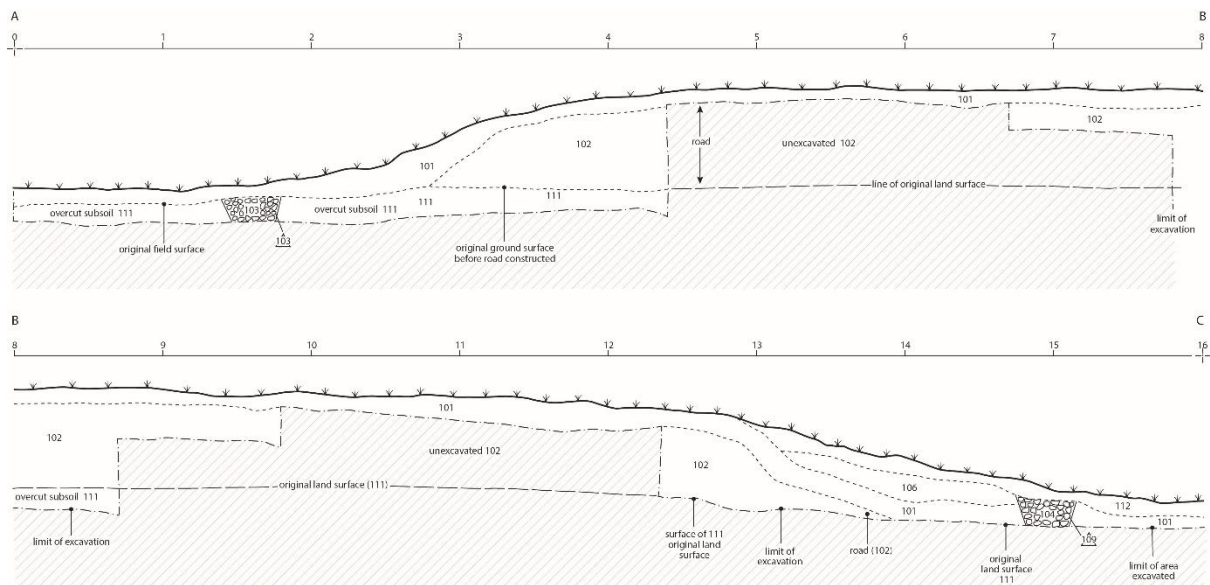 A
B
0 1 2 3 4 5 6 7 8
101
102
road
unexcavated 102
101
102
line of original land surface
overcut subsoil 111
103
overcut subsoil 111
111
111
original field surface
103
original ground surface
before road constructed
limit of
excavation
B
C
8 9 10 11 12 13 14 15 16
101
102
unexcavated 102
102
106
original land surface (111)
overcut subsoil 111
101
104
112
101
109
limit of excavation
surface of 111
original land
surface
limit of
excavation
road (102)
original
land surface
111
limit of area
excavated